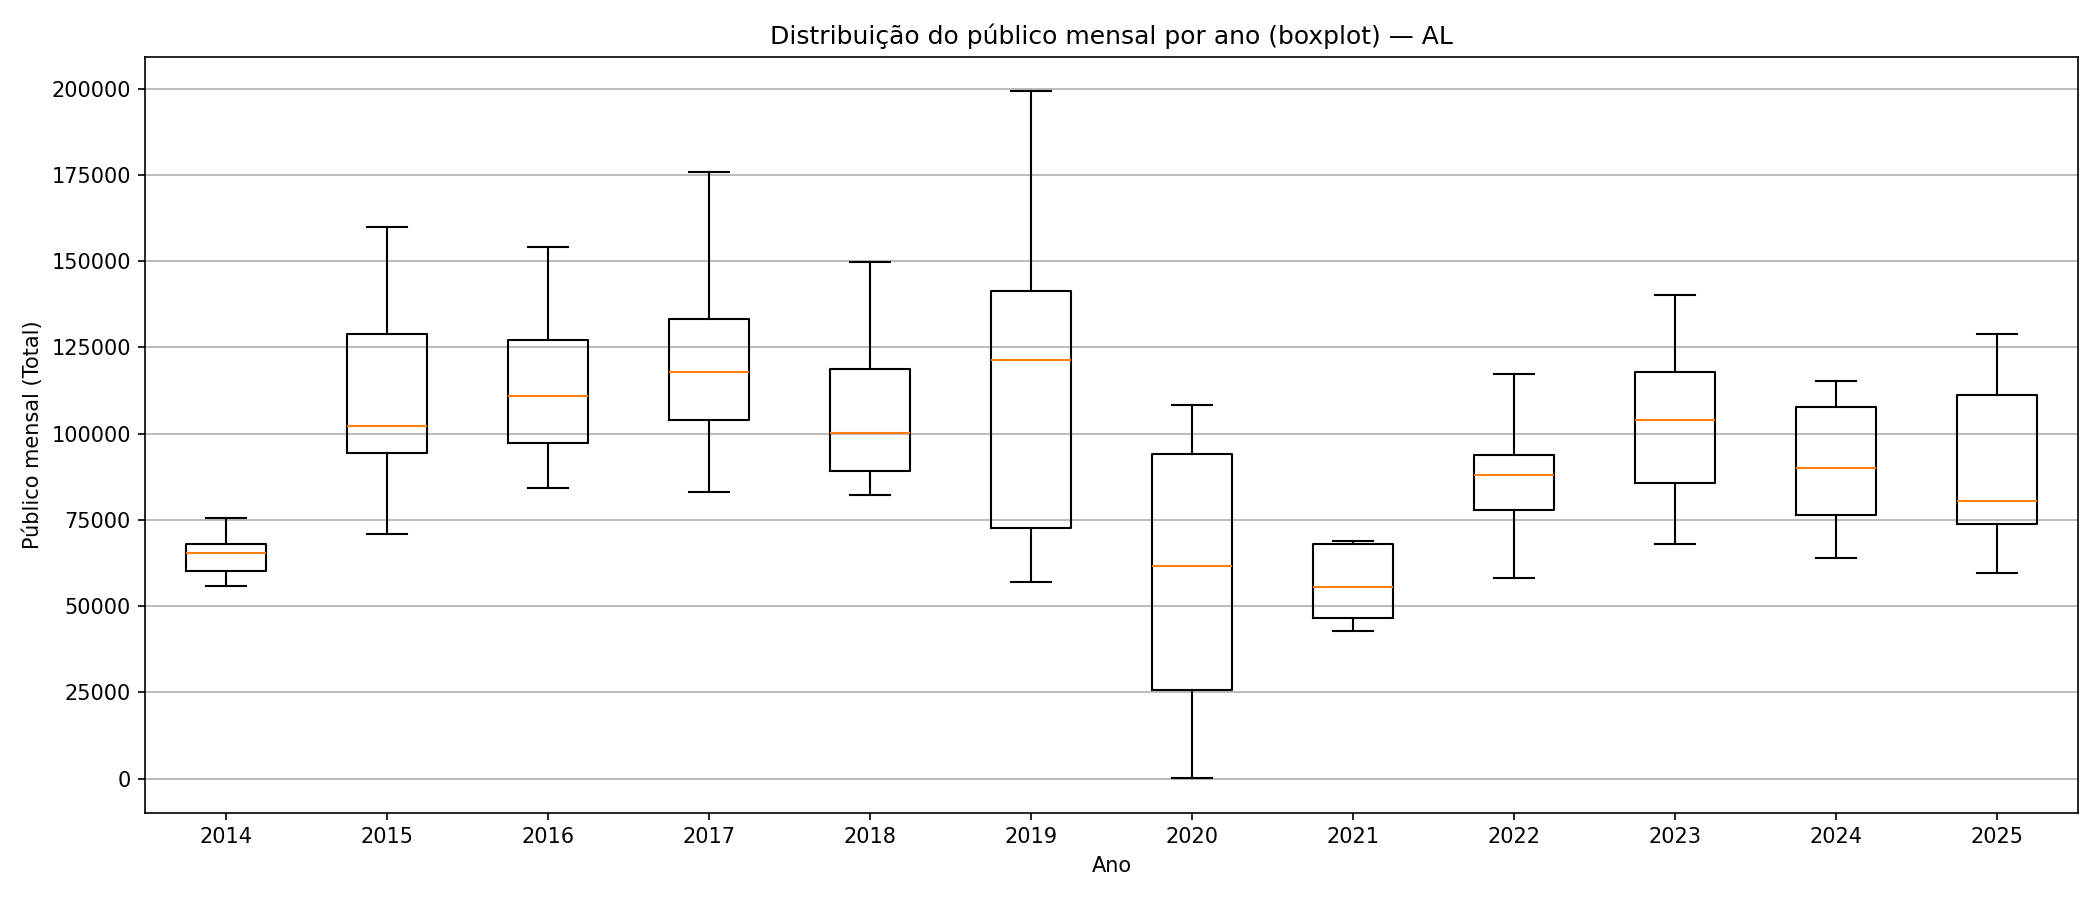 Distribuição do público mensal por ano (boxplot) — AL
Público mensal (Total)
200000
175000
150000
125000
100000
75000
50000
25000
0
2014 2015 2016 2017 2018 2019 2020 2021 2022 2023 2024 2025
Ano